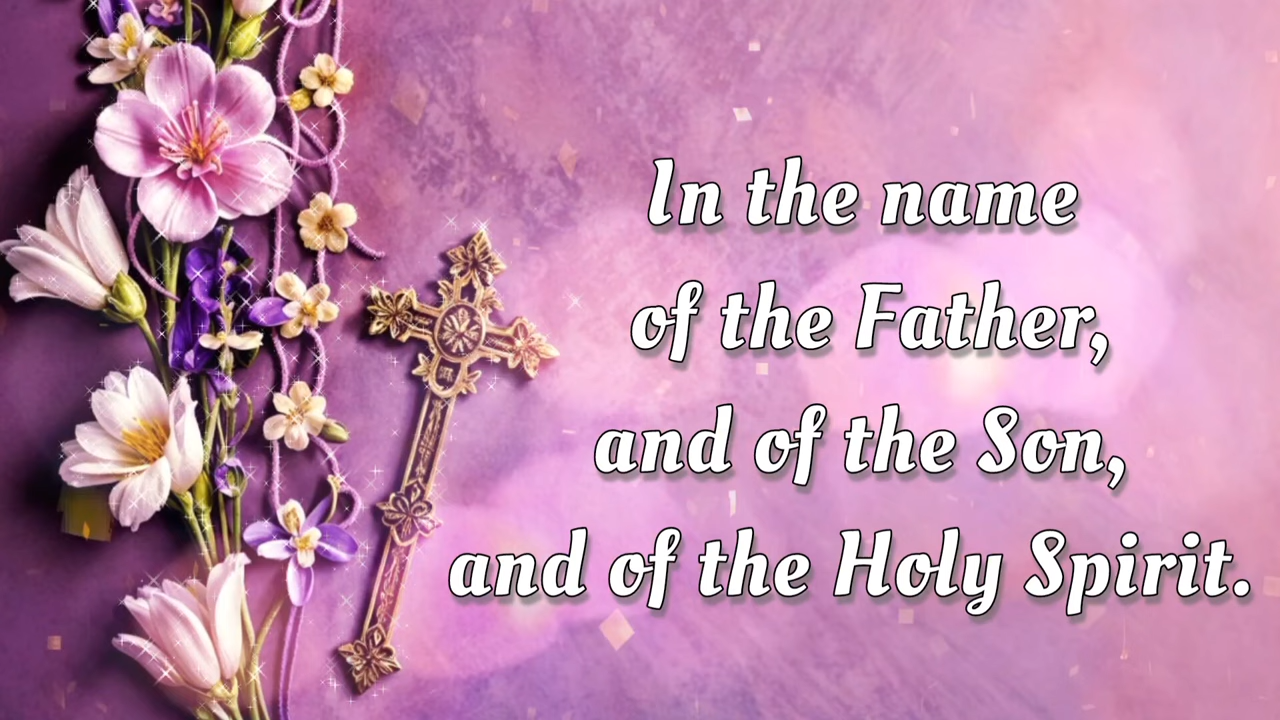 In the name
of the Father,
and of the Son,
and of the Holy Spirit.